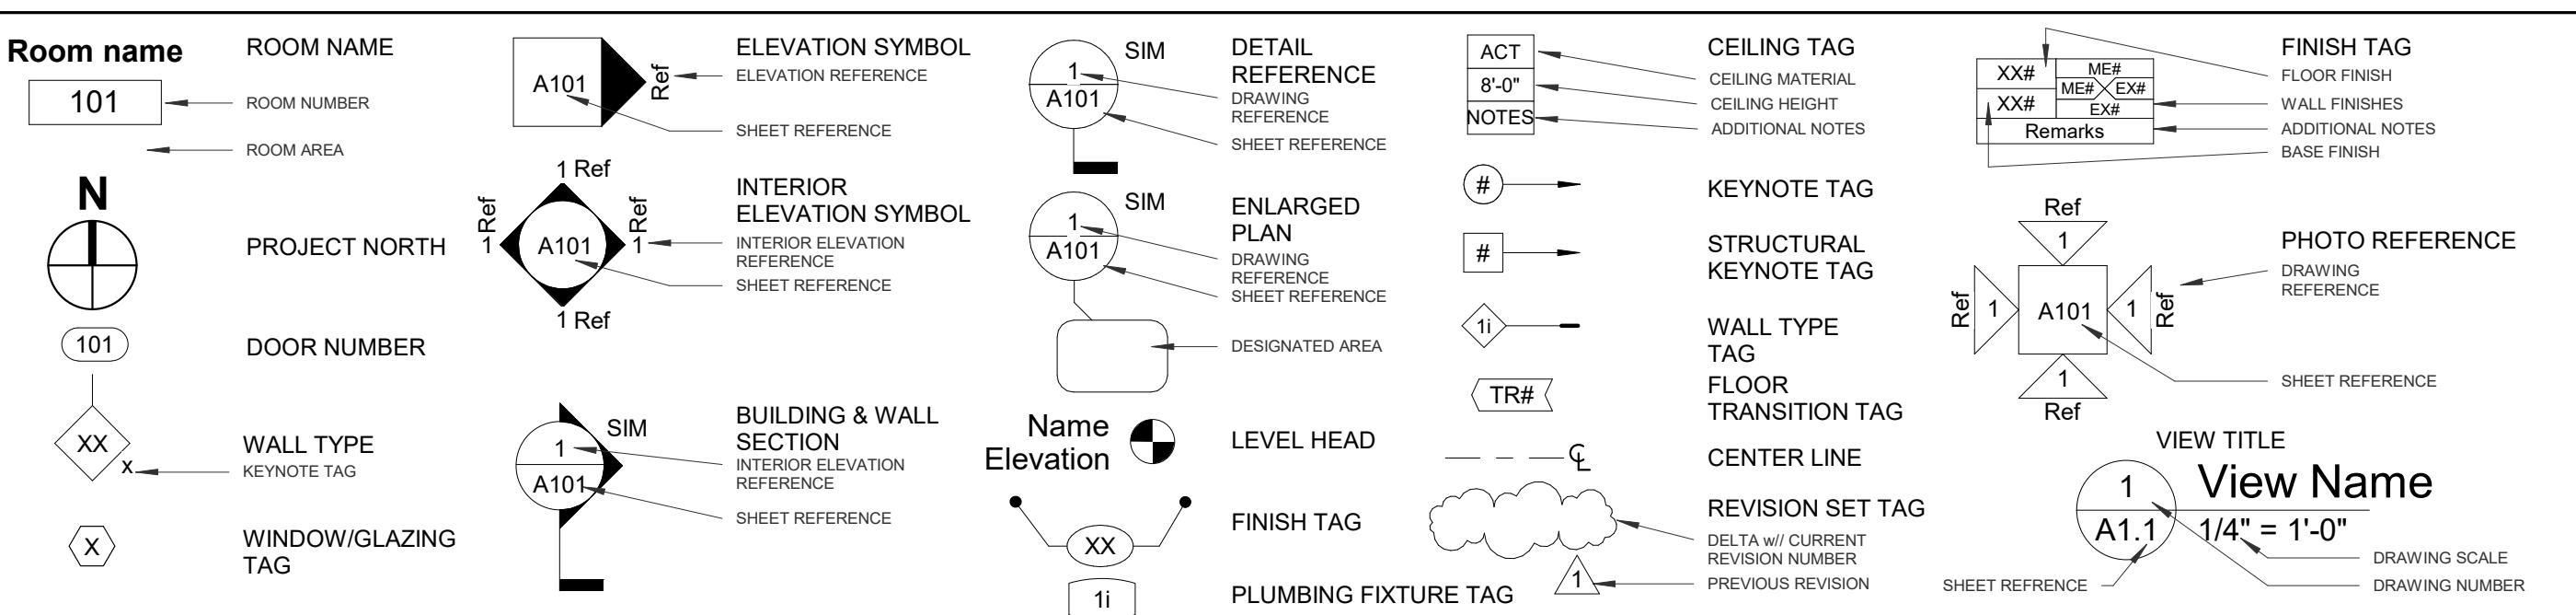 Room name
101
ROOM NAME
ROOM NUMBER
ROOM AREA
N
PROJECT NORTH
101
DOOR NUMBER
XX
x
WALL TYPE
KEYNOTE TAG
X
WINDOW/GLAZING
TAG
A101
Ref
ELEVATION SYMBOL
ELEVATION REFERENCE
SHEET REFERENCE
1 Ref
Ref
1
A101
Ref
1
1 Ref
INTERIOR
ELEVATION SYMBOL
INTERIOR ELEVATION
REFERENCE
SHEET REFERENCE
1
A101
SIM
BUILDING & WALL
SECTION
INTERIOR ELEVATION
REFERENCE
SHEET REFERENCE
1
A101
SIM
DETAIL
REFERENCE
DRAWING
REFERENCE
SHEET REFERENCE
1
A101
SIM
ENLARGED
PLAN
DRAWING
REFERENCE
SHEET REFERENCE
DESIGNATED AREA
Name
Elevation
LEVEL HEAD
XX
FINISH TAG
1i
PLUMBING FIXTURE TAG
ACT
8'-0"
NOTES
CEILING TAG
CEILING MATERIAL
CEILING HEIGHT
ADDITIONAL NOTES
#
KEYNOTE TAG
#
STRUCTURAL
KEYNOTE TAG
1i
WALL TYPE
TAG
TR#
FLOOR
TRANSITION TAG
℄
CENTER LINE
REVISION SET TAG
DELTA w// CURRENT
REVISION NUMBER
1
PREVIOUS REVISION
XX#
XX#
ME#
ME# EX#
EX#
Remarks
FINISH TAG
FLOOR FINISH
WALL FINISHES
ADDITIONAL NOTES
BASE FINISH
Ref
1
Ref
1
A101
1
Ref
1
Ref
PHOTO REFERENCE
DRAWING
REFERENCE
SHEET REFERENCE
VIEW TITLE
1
A1.1
View Name
1/4" = 1'-0"
DRAWING SCALE
DRAWING NUMBER
SHEET REFRENCE